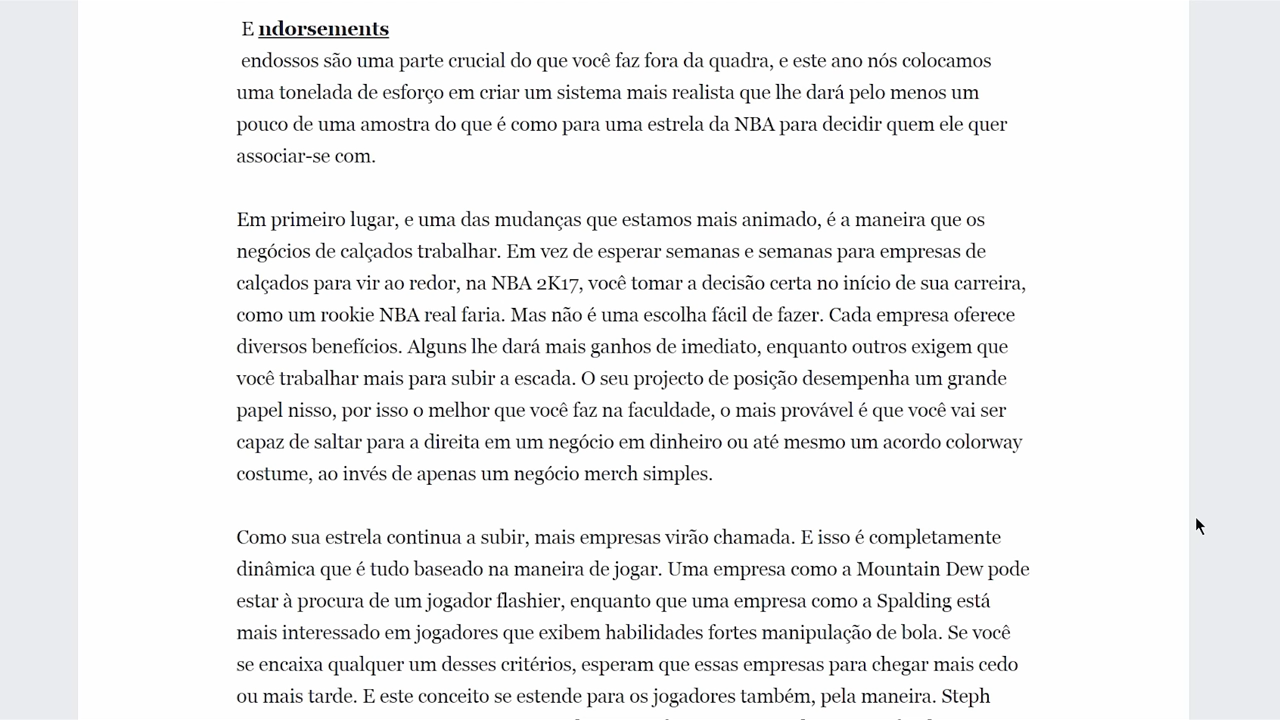 E ndorsements
endossos são uma parte crucial do que você faz fora da quadra, e este ano nós colocamos
uma tonelada de esforço em criar um sistema mais realista que lhe dará pelo menos um
pouco de uma amostra do que é como para uma estrela da NBA para decidir quem ele quer
associar-se com.
Em primeiro lugar, e uma das mudanças que estamos mais animado, é a maneira que os
negócios de calçados trabalhar. Em vez de esperar semanas e semanas para empresas de
calçados para vir ao redor, na NBA 2K17, você tomar a decisão certa no início de sua carreira,
como um rookie NBA real faria. Mas não é uma escolha fácil de fazer. Cada empresa oferece
diversos benefícios. Alguns lhe dará mais ganhos de imediato, enquanto outros exigem que
você trabalhar mais para subir a escada. O seu projecto de posição desempenha um grande
papel nisso, por isso o melhor que você faz na faculdade, o mais provável é que você vai ser
capaz de saltar para a direita em um negócio em dinheiro ou até mesmo um acordo colorway
costume, ao invés de apenas um negócio merch simples.
Como sua estrela continua a subir, mais empresas virão chamada. E isso é completamente
dinâmica que é tudo baseado na maneira de jogar. Uma empresa como a Mountain Dew pode
estar à procura de um jogador flashier, enquanto que uma empresa como a Spalding está
mais interessado em jogadores que exibem habilidades fortes manipulação de bola. Se você
se encaixa qualquer um desses critérios, esperam que essas empresas para chegar mais cedo
ou mais tarde. E este conceito se estende para os jogadores também, pela maneira. Steph